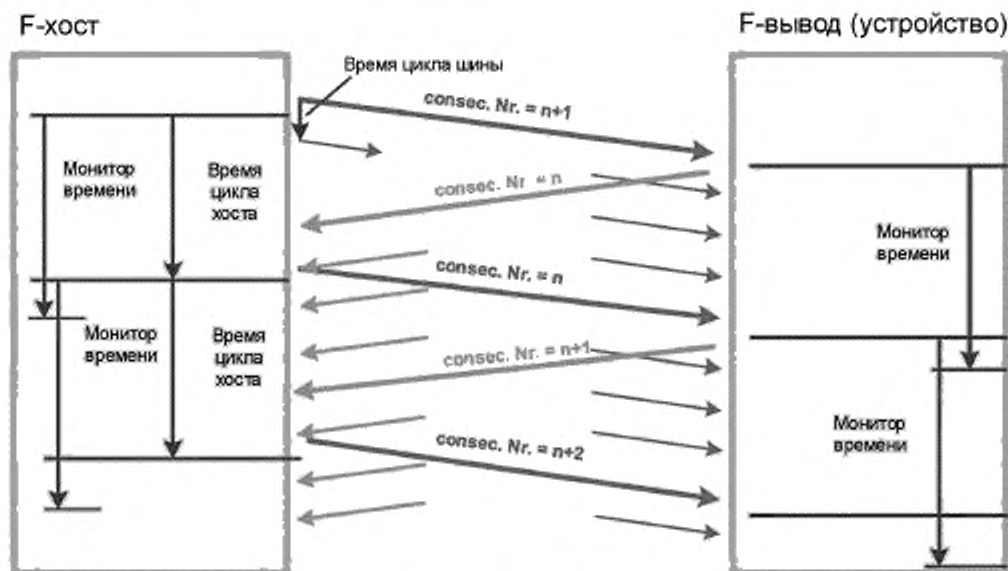 F-хост
F-вывод (устройство)
Время цикла шины
consec. Nr. = n+1
Монитор
времени
Время
цикла
хоста
consec. Nr. = n
Монитор
времени
consec. Nr. = n
Монитор
времени
Время
цикла
хоста
consec. Nr. = n+1
Монитор
времени
consec. Nr. = n+2